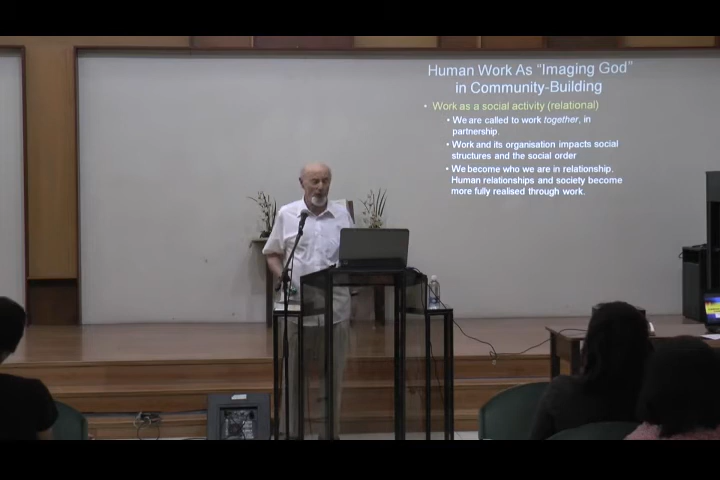 Human Work As “Imaging God”
in Community-Building
• Work as a social activity (relational)
• We are called to work together, in
partnership.
• Work and its organisation impacts social
structures and the social order
• We become who we are in relationship.
Human relationships and society become
more fully realised through work.